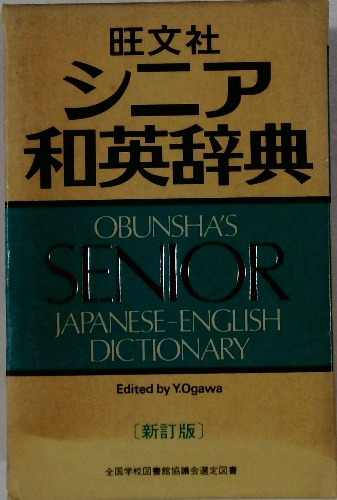 旺文社
シニア
和英辞典
OBUNSHA'S
SENIOR
JAPANESE-ENGLISH
DICTIONARY
Edited by Y.Ogawa
〔新訂版〕
全国学校図書館協議会選定図書